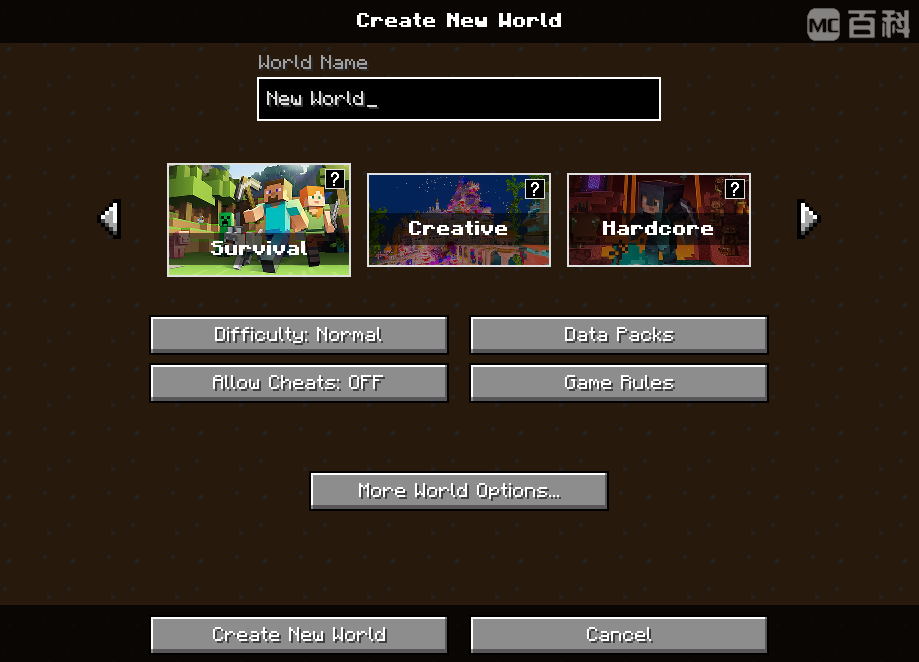 Create New World
MC百科
World Name
New World_
?
?
?
Survival
Creative
Hardcore
Difficulty: Normal
Data Packs
Allow Cheats: OFF
Game Rules
More World Options...
Create New World
Cancel